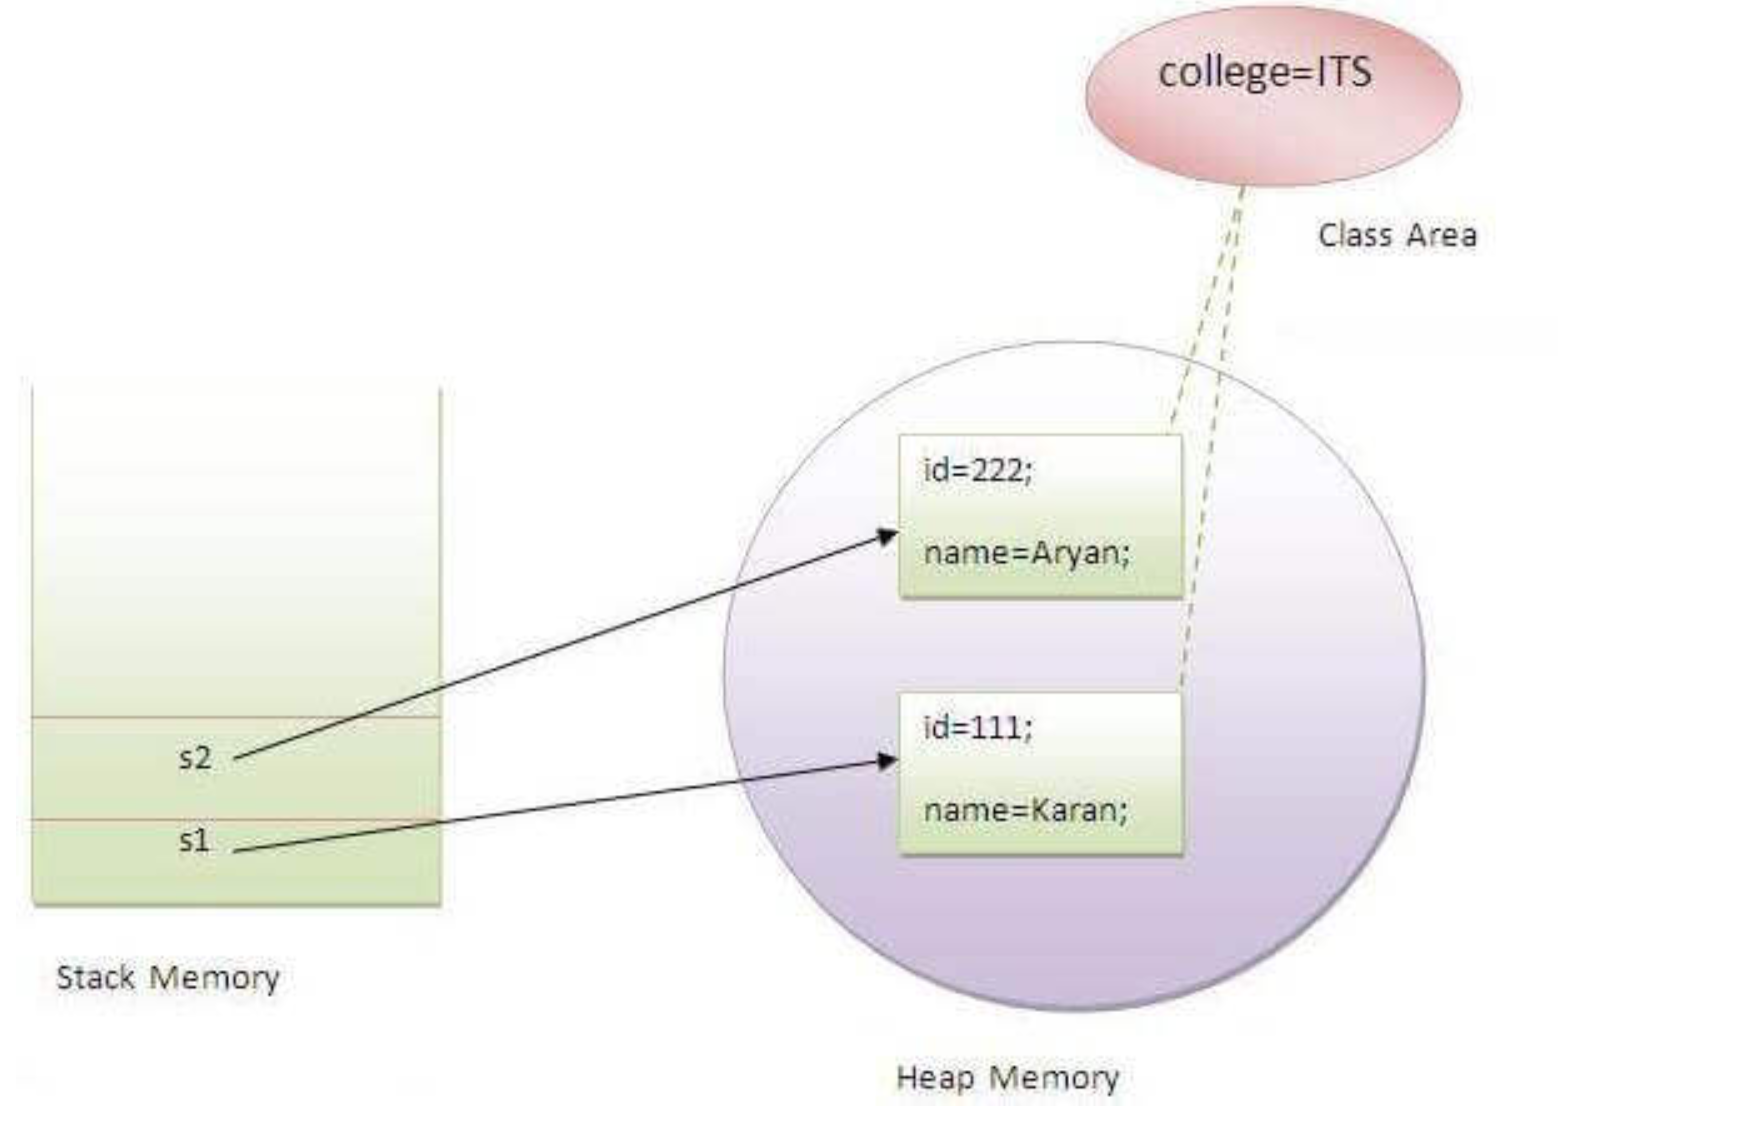 college=ITS
Class Area
id=222;
name=Aryan;
s2
id=111;
name=Karan;
s1
Stack Memory
Heap Memory